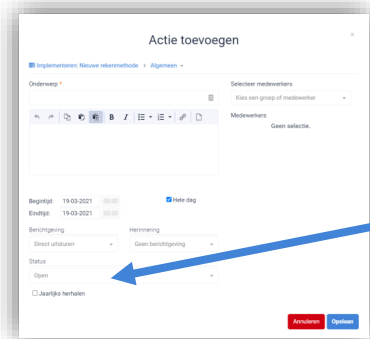 Actie toevoegen
×
Implementeren: Nieuwe rekenmethode › Algemeen
Onderwerp *
Selecteer medewerkers
Kies een groep of medewerker
Medewerkers
Geen selectie.
B I
Begintijd: 19-03-2021 00:00 Hele dag
Eindtijd: 19-03-2021 00:00
Berichtgeving Herinnering
Direct uitsturen Geen berichtgeving
Status
Open
Jaarlijks herhalen
Annuleren Opslaan